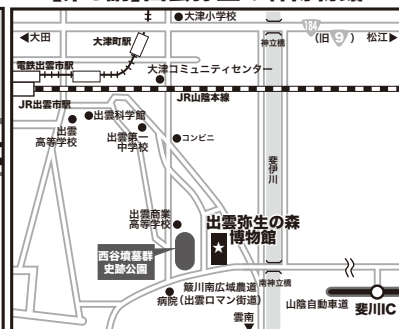 大津小学校
大田
184
(旧9)
松江
大津町駅
神立橋
電鉄出雲市駅
大津コミュニティセンター
JR出雲市駅
JR山陰本線
出雲科学館
出雲
高等学校
出雲第一
中学校
コンビニ
斐伊川
出雲商業
高等学校
出雲弥生の森
博物館
西谷墳墓群
史跡公園
簸川南広域農道
(出雲ロマン街道)
南神立橋
病院
山陰自動車道
斐川IC
雲南